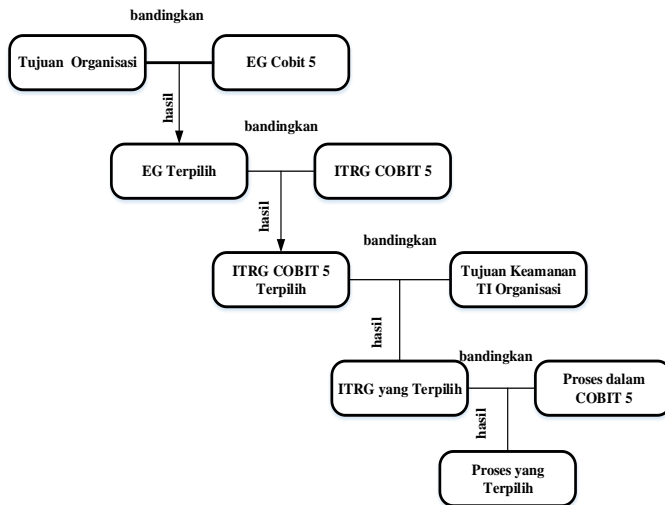 bandingkan
Tujuan Organisasi
EG Cobit 5
hasil
bandingkan
EG Terpilih
ITRG COBIT 5
hasil
bandingkan
ITRG COBIT 5
Terpilih
Tujuan Keamanan
TI Organisasi
hasil
bandingkan
ITRG yang Terpilih
Proses dalam
COBIT 5
hasil
Proses yang
Terpilih